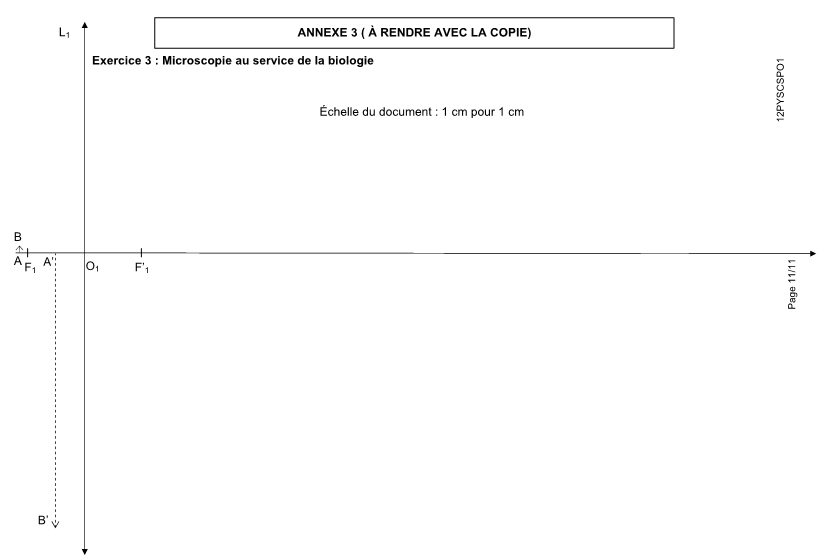 L1
ANNEXE 3 ( À RENDRE AVEC LA COPIE)
Exercice 3 : Microscopie au service de la biologie
12PYSCSPO1
Échelle du document : 1 cm pour 1 cm
B
A
F1
A'
O1
F'1
Page 11/11
B'